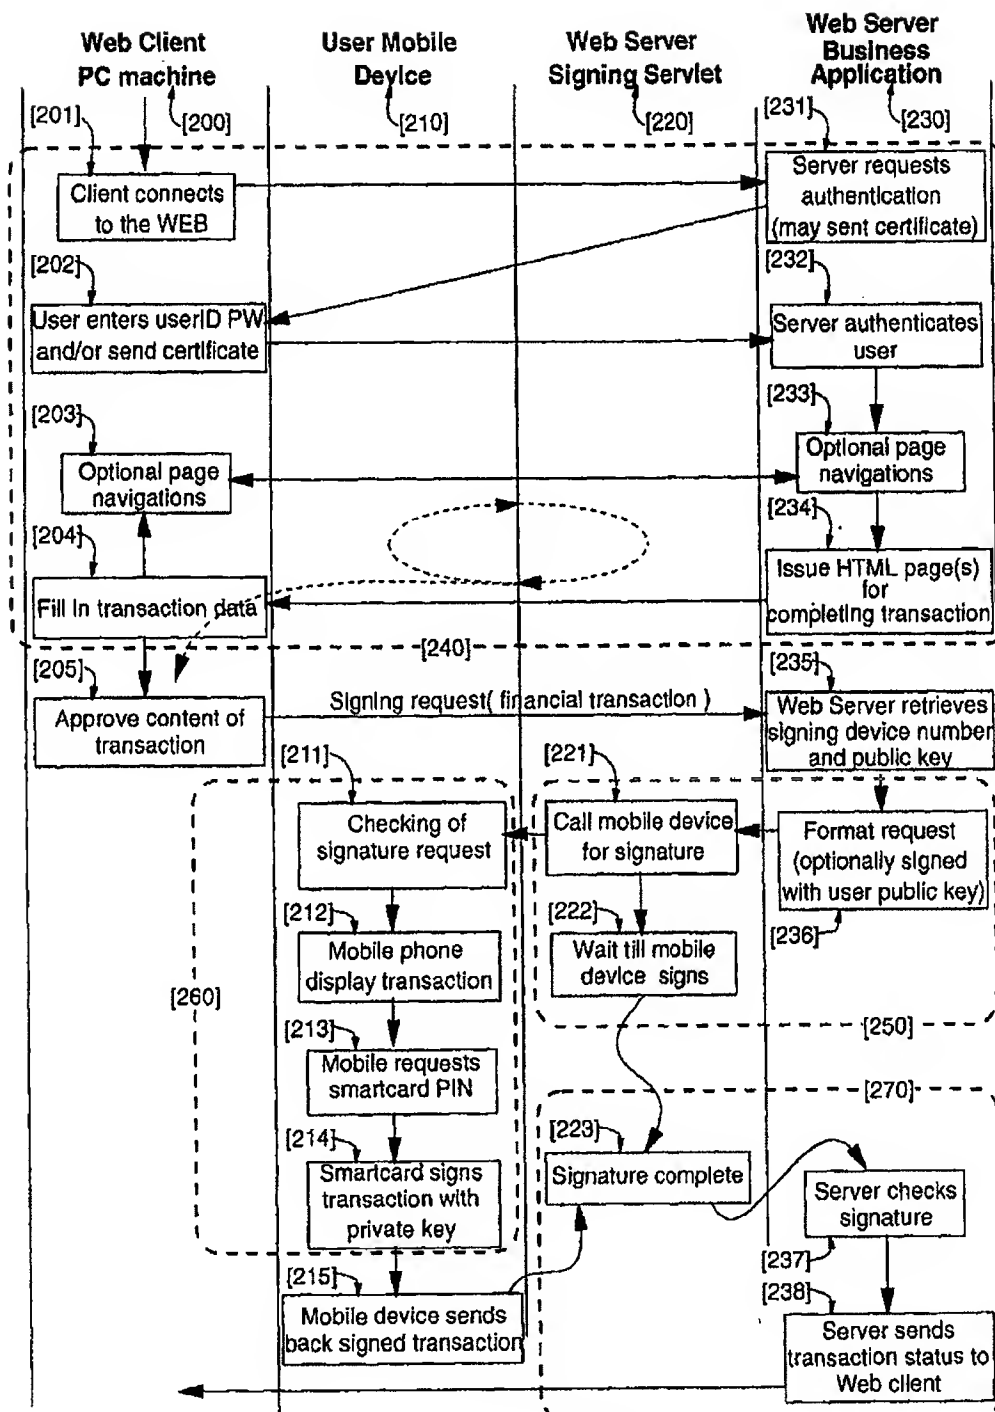 Web Client
PC machine
User Mobile
Device
Web Server
Signing Servlet
Web Server
Business
Application
[201]
[200]
[210]
[220]
[231]
[230]
Client connects
to the WEB
Server requests
authentication
(may sent certificate)
[202]
[232]
User enters userID PW
and/or send certificate
Server authenticates
user
[203]
[233]
Optional page
navigations
Optional page
navigations
[204]
[234]
Fill in transaction data
Issue HTML page(s)
for
completing transaction
[240]
[205]
[235]
Approve content of
transaction
Signing request( financial transaction )
Web Server retrieves
signing device number
and public key
[211]
[221]
Checking of
signature request
Call mobile device
for signature
Format request
(optionally signed
with user public key)
[212]
[222]
[236]
Mobile phone
display transaction
Wait till mobile
device signs
[260]
[250]
[213]
Mobile requests
smartcard PIN
[270]
[214]
[223]
Smartcard signs
transaction with
private key
Signature complete
Server checks
signature
[237]
[215]
[238]
Mobile device sends
back signed transaction
Server sends
transaction status to
Web client